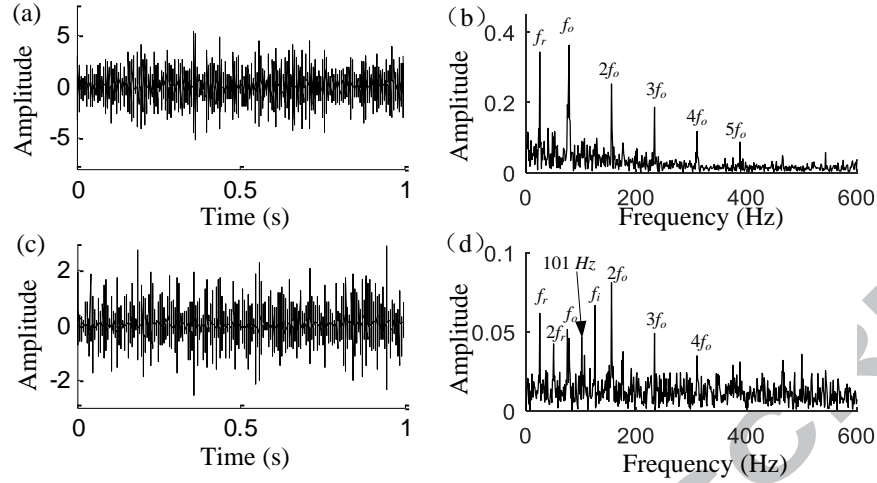 (a)
Amplitude
5
0
-5
0
0.5
1
Time (s)
(b)
Amplitude
0.4
0.2
0
fr
fo
2fo
3fo
4fo
5fo
0
200
400
600
Frequency (Hz)
(c)
Amplitude
2
0
-2
0
0.5
1
Time (s)
(d)
Amplitude
0.1
0.05
0
101 Hz
fr
2fr
fo
fi
2fo
3fo
4fo
0
200
400
600
Frequency (Hz)